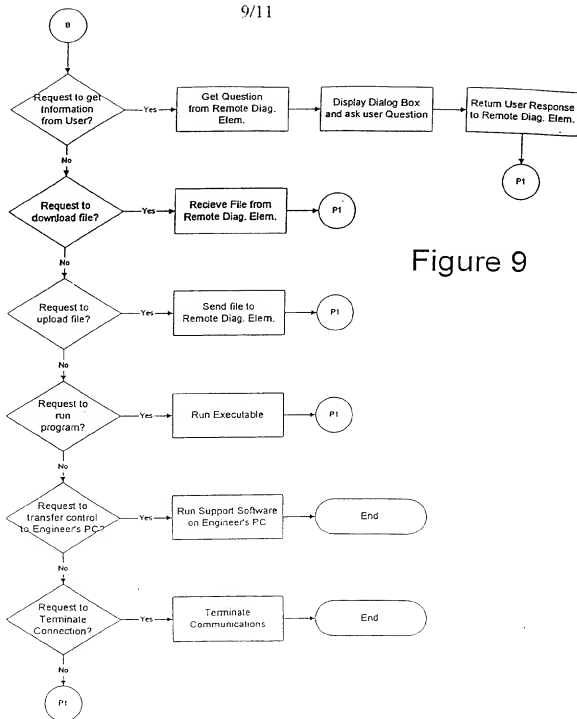 9/11
B
Request to get
Information
from User?
Yes
Get Question
from Remote Diag.
Elem.
Display Dialog Box
and ask user Question
Return User Response
to Remote Diag. Elem.
P1
No
Request to
download file?
Yes
Recieve File from
Remote Diag. Elem.
P1
No
Figure 9
Request to
upload file?
Yes
Send file to
Remote Diag. Elem.
P1
No
Request to
run
program?
Yes
Run Executable
P1
No
Request to
transfer control
to Engineer's PC?
Yes
Run Support Software
on Engineer's PC
End
No
Request to
Terminate
Connection?
Yes
Terminate
Communications
End
No
P1